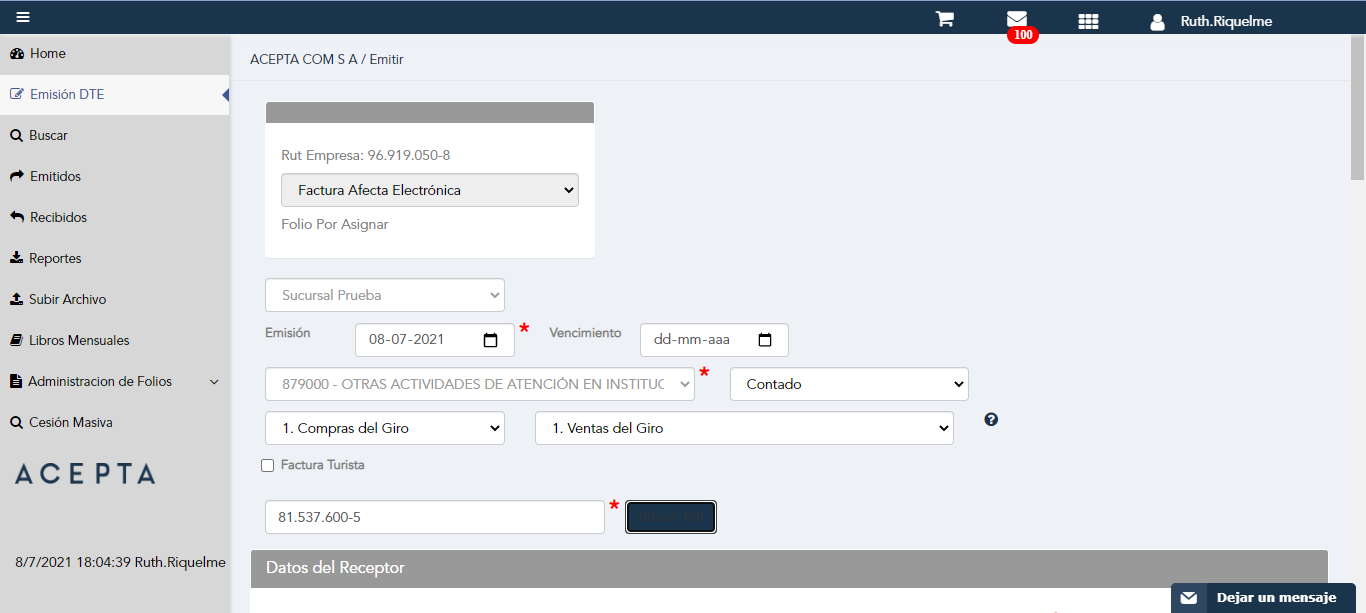 100
Ruth.Riquelme
Home
Emisión DTE
Buscar
Emitidos
Recibidos
Reportes
Subir Archivo
Libros Mensuales
Administracion de Folios
Cesión Masiva
ACEPTA
8/7/2021 18:04:39 Ruth.Riquelme
ACEPTA COM S A / Emitir
Rut Empresa: 96.919.050-8
Factura Afecta Electrónica
Folio Por Asignar
Sucursal Prueba
Emisión 08-07-2021 * Vencimiento dd-mm-aaa
879000 - OTRAS ACTIVIDADES DE ATENCIÓN EN INSTITUC * Contado
1. Compras del Giro 1. Ventas del Giro ?
Factura Turista
81.537.600-5 *
Datos del Receptor
Dejar un mensaje